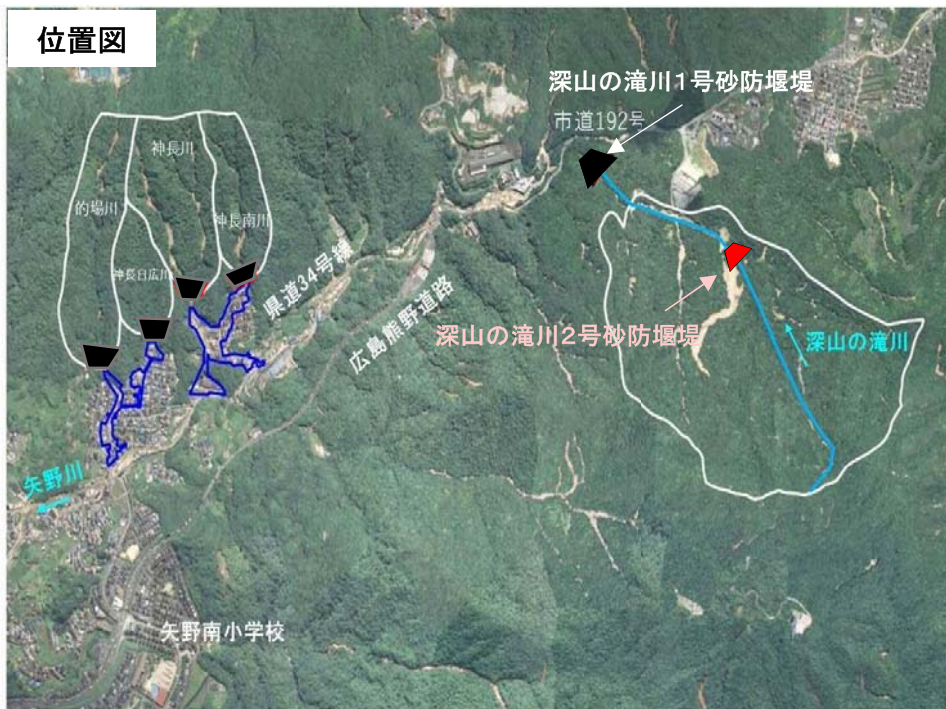 位置図
深山の滝川1号砂防堰堤
市道192号
神長川
的場川
神長南川
神長日広川
県道34号線
広島熊野道路
深山の滝川2号砂防堰堤
深山の滝川
矢野川
矢野南小学校